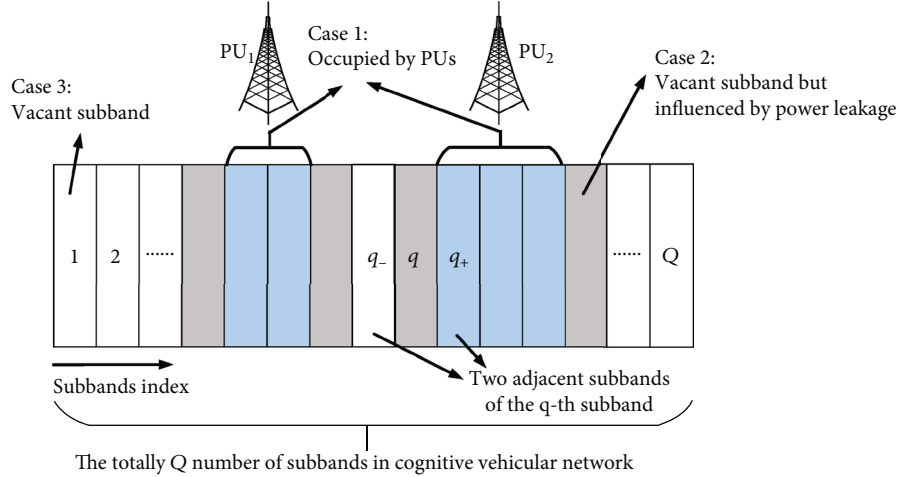 PU1
Case 1:
Occupied by PUs
PU2
Case 2:
Vacant subband but
influenced by power leakage
Case 3:
Vacant subband
1 2 ...... q− q q+ ...... Q
Subbands index
Two adjacent subbands
of the q-th subband
The totally Q number of subbands in cognitive vehicular network